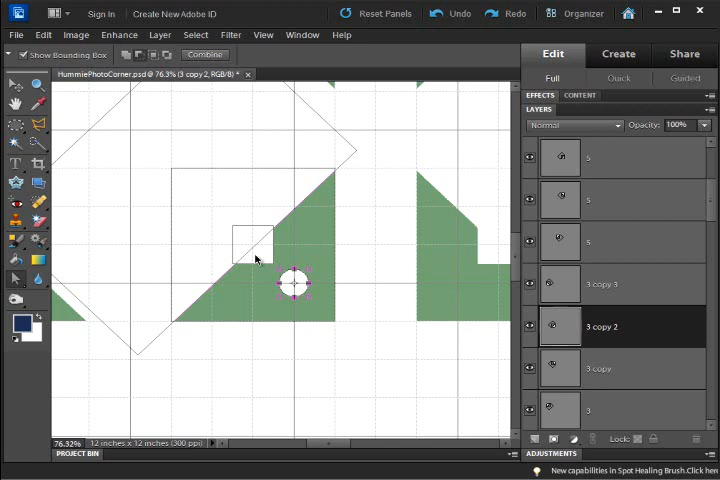 Sign In Create New Adobe ID Reset Panels Undo Redo Organizer
File Edit Image Enhance Layer Select Filter View Window Help
Show Bounding Box Combine Edit Create Share
HummiePhotoCorner.psd @ 76.3% (3 copy 2, RGB/8) * Full Quick Guided
EFFECTS CONTENT
LAYERS
Normal Opacity: 100%
5
5
5
3 copy 3
3 copy 2
3 copy
3
76.32% 12 inches x 12 inches (300 ppi) Lock:
PROJECT BIN ADJUSTMENTS
New capabilities in Spot Healing Brush.Click here